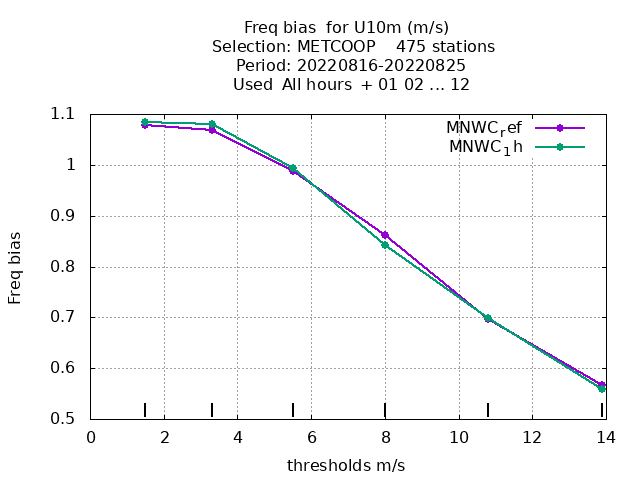 Freq bias  for U10m (m/s)
Selection: METCOOP    475 stations
Period: 20220816-20220825
Used  All hours  + 01 02 ... 12
MNWC_ref
MNWC_1h
1.1
1
0.9
0.8
0.7
0.6
0.5
Freq bias
0 2 4 6 8 10 12 14
thresholds m/s